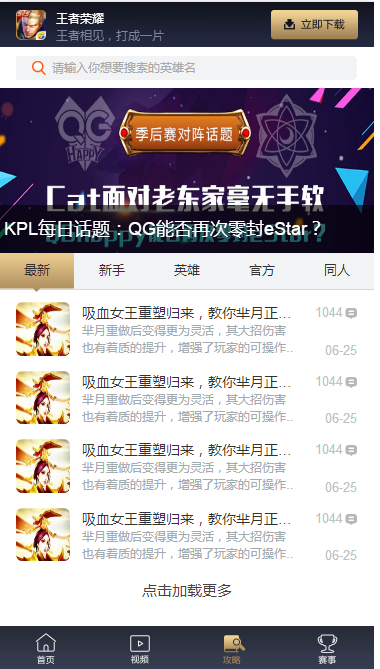 王者荣耀
王者相见，打成一片
立即下载
请输入你想要搜索的英雄名
QG
HAPPY
季后赛对阵话题
Cat面对老东家毫无手软
KPL每日话题：QG能否再次零封eStar？
最新
新手
英雄
官方
同人
吸血女王重塑归来，教你芈月正...
1044
芈月重做后变得更为灵活，其大招伤害
也有着质的提升，增强了玩家的可操作..
06-25
吸血女王重塑归来，教你芈月正...
1044
芈月重做后变得更为灵活，其大招伤害
也有着质的提升，增强了玩家的可操作..
06-25
吸血女王重塑归来，教你芈月正...
1044
芈月重做后变得更为灵活，其大招伤害
也有着质的提升，增强了玩家的可操作..
06-25
吸血女王重塑归来，教你芈月正...
1044
芈月重做后变得更为灵活，其大招伤害
也有着质的提升，增强了玩家的可操作..
06-25
点击加载更多
首页
视频
攻略
赛事